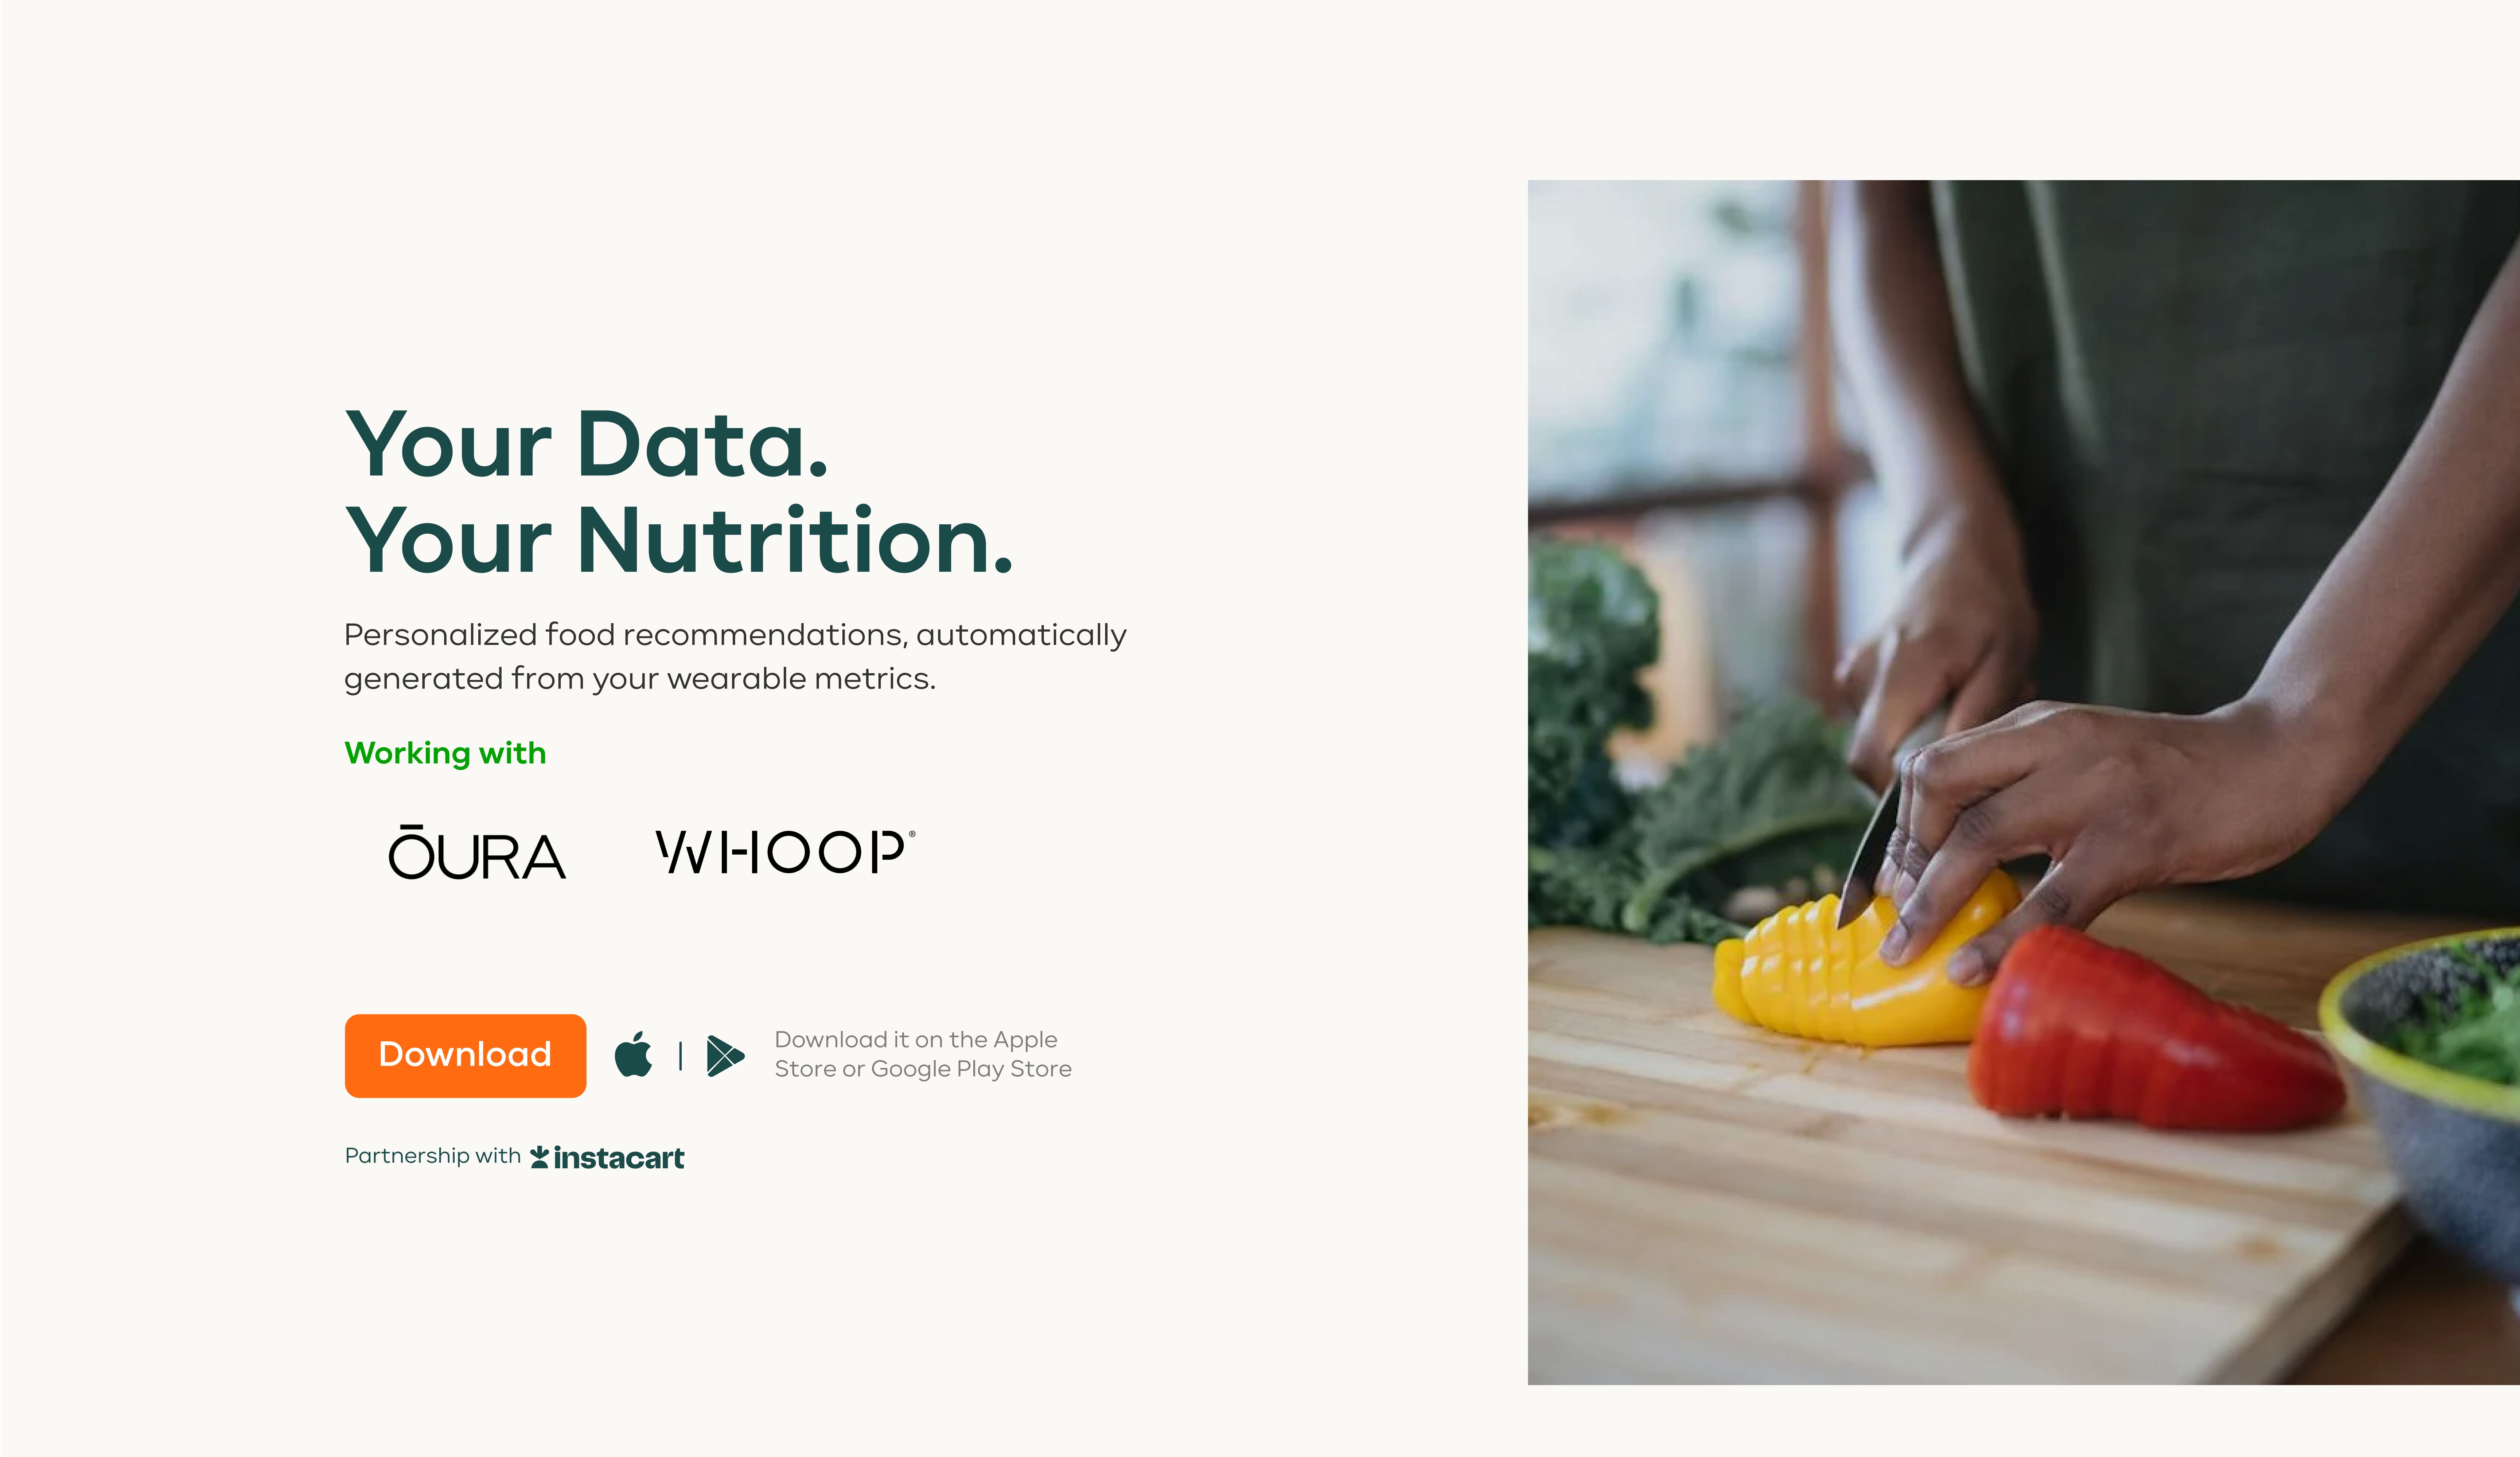 Your Data.
Your Nutrition.
Personalized food recommendations, automatically
generated from your wearable metrics.
Working with
ŌURA
WHOOP®
Download
Download it on the Apple
Store or Google Play Store
Partnership with instacart